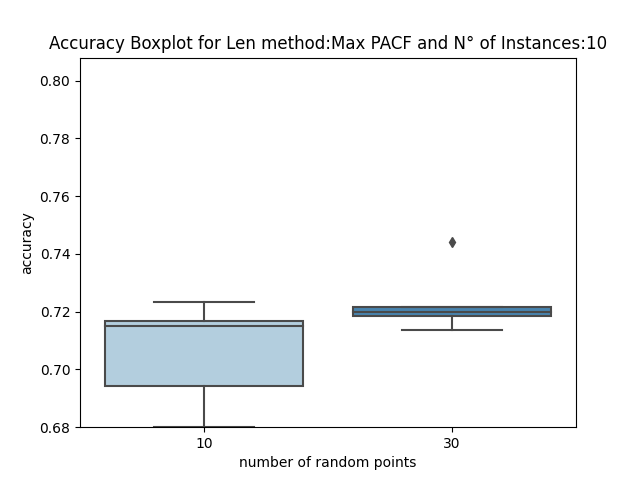 Accuracy Boxplot for Len method:Max PACF and N° of Instances:10
0.80
0.78
0.76
0.74
0.72
0.70
0.68
accuracy
10 30
number of random points